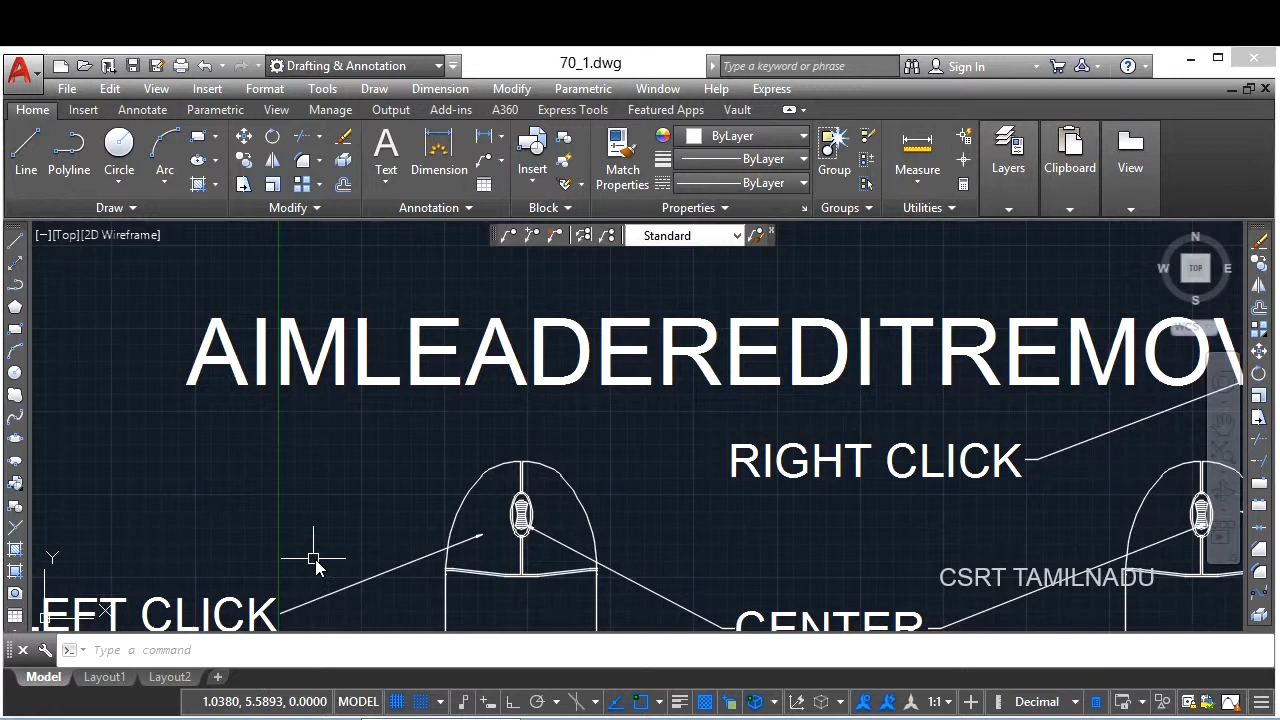 70_1.dwg
Drafting & Annotation
Type a keyword or phrase
Sign In
File Edit View Insert Format Tools Draw Dimension Modify Parametric Window Help Express
Home Insert Annotate Parametric View Manage Output Add-ins A360 Express Tools Featured Apps Vault
Line Polyline Circle Arc
Text Dimension
Insert
Match Properties
ByLayer
ByLayer
ByLayer
Group
Measure
Layers
Clipboard
View
Draw Modify Annotation Block Properties Groups Utilities
[−][Top][2D Wireframe]
Standard
N
W TOP E
S
WCS
AIMLEADEREDITREMOV
RIGHT CLICK
CSRT TAMILNADU
Y
X
LEFT CLICK
CENTER
Type a command
Model Layout1 Layout2 +
1.0380, 5.5893, 0.0000 MODEL 1:1 Decimal